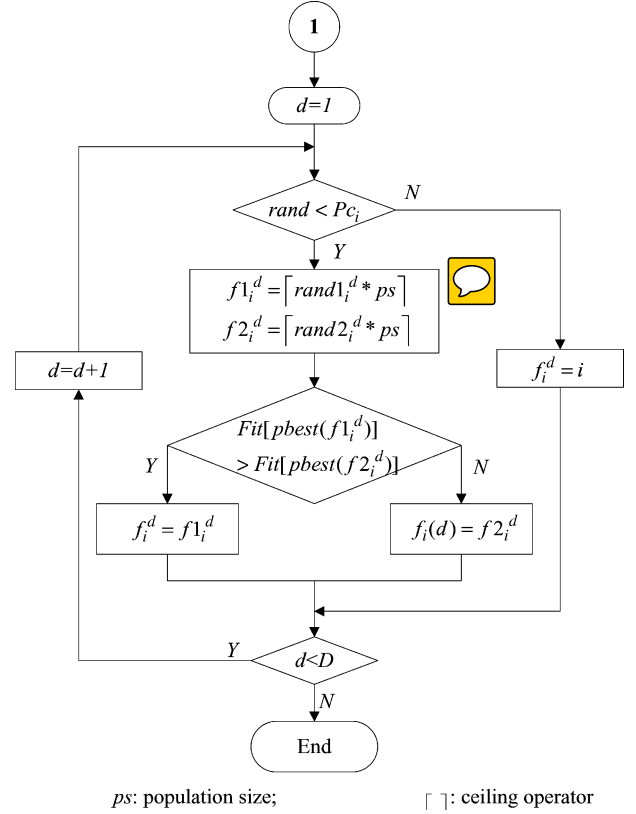 1
d=1
rand < Pc_i
N
Y
f1_i^d = ⌈rand1_i^d * ps⌉
f2_i^d = ⌈rand2_i^d * ps⌉
d=d+1
f_i^d = i
Fit[pbest(f1_i^d)]
> Fit[pbest(f2_i^d)]
Y
N
f_i^d = f1_i^d
f_i(d) = f2_i^d
Y
d<D
N
End
ps: population size;
⌈ ⌉: ceiling operator